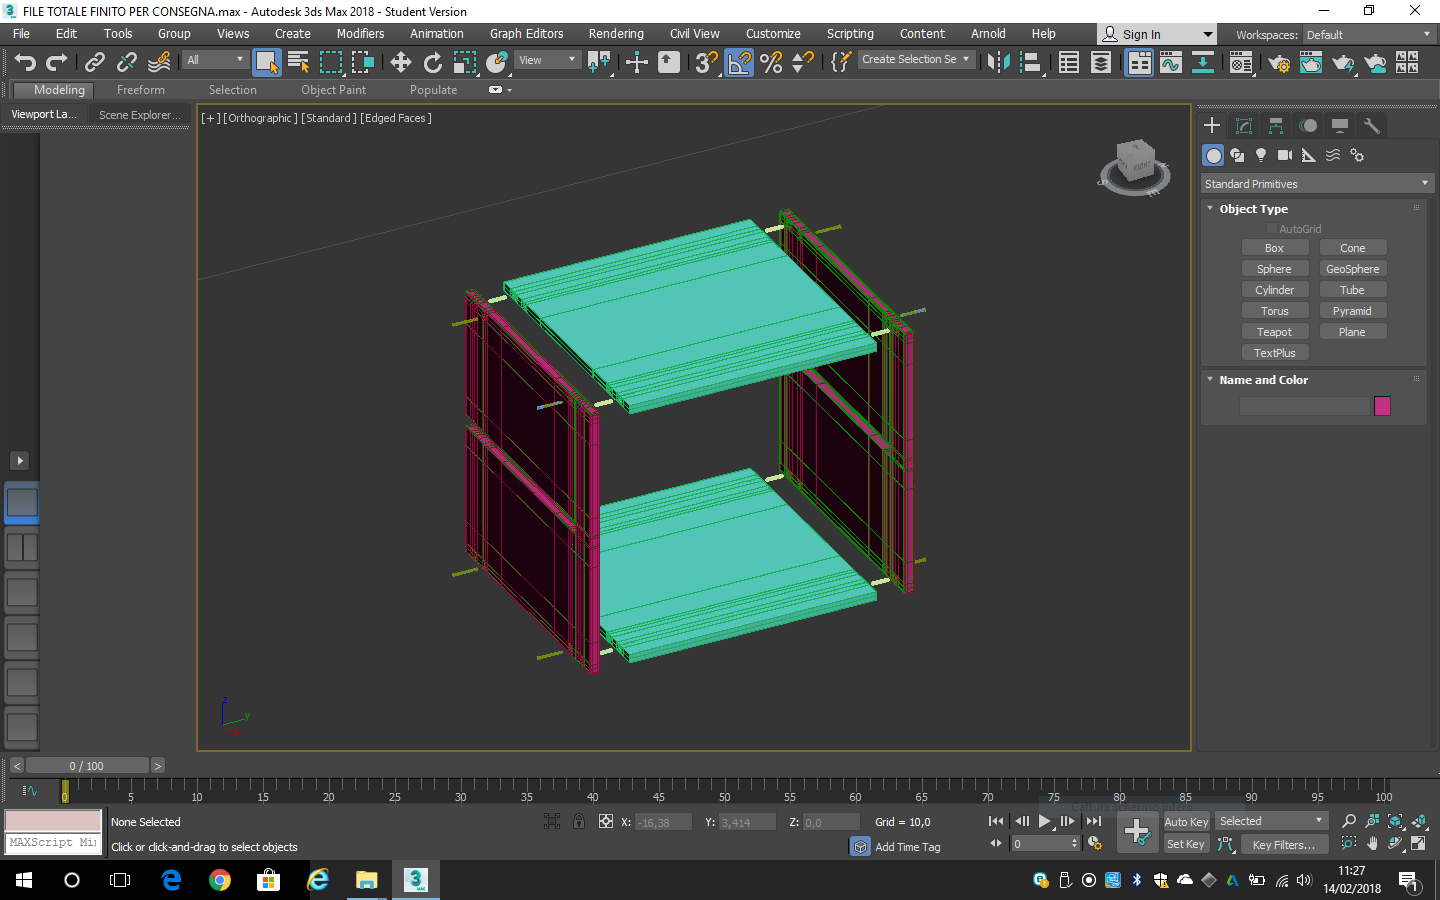 FILE TOTALE FINITO PER CONSEGNA.max - Autodesk 3ds Max 2018 - Student Version
File Edit Tools Group Views Create Modifiers Animation Graph Editors Rendering Civil View Customize Scripting Content Arnold Help Sign In Workspaces: Default
All View Create Selection Se
Modeling Freeform Selection Object Paint Populate
Viewport La... Scene Explorer...
[+] [Orthographic] [Standard] [Edged Faces]
RIGHT
Standard Primitives
Object Type
AutoGrid
Box Cone
Sphere GeoSphere
Cylinder Tube
Torus Pyramid
Teapot Plane
TextPlus
Name and Color
z
y
x
< 0 / 100 >
0 5 10 15 20 25 30 35 40 45 50 55 60 65 70 75 80 85 90 95 100
Cattura schermo intero
None Selected X: -16,38 Y: 3,414 Z: 0,0 Grid = 10,0 Auto Key Selected
MAXScript Mi
Click or click-and-drag to select objects Add Time Tag 0 Set Key Key Filters...
11:27
14/02/2018
1